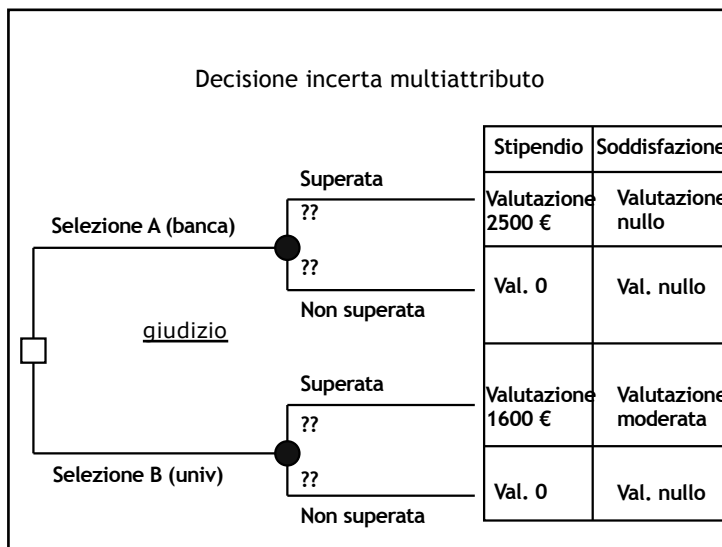 Decisione incerta multiattributo
Stipendio Soddisfazione
Superata
??
Valutazione
2500 €
Valutazione
nullo
Selezione A (banca)
??
Non superata
Val. 0
Val. nullo
giudizio
Superata
??
Valutazione
1600 €
Valutazione
moderata
Selezione B (univ)
??
Non superata
Val. 0
Val. nullo